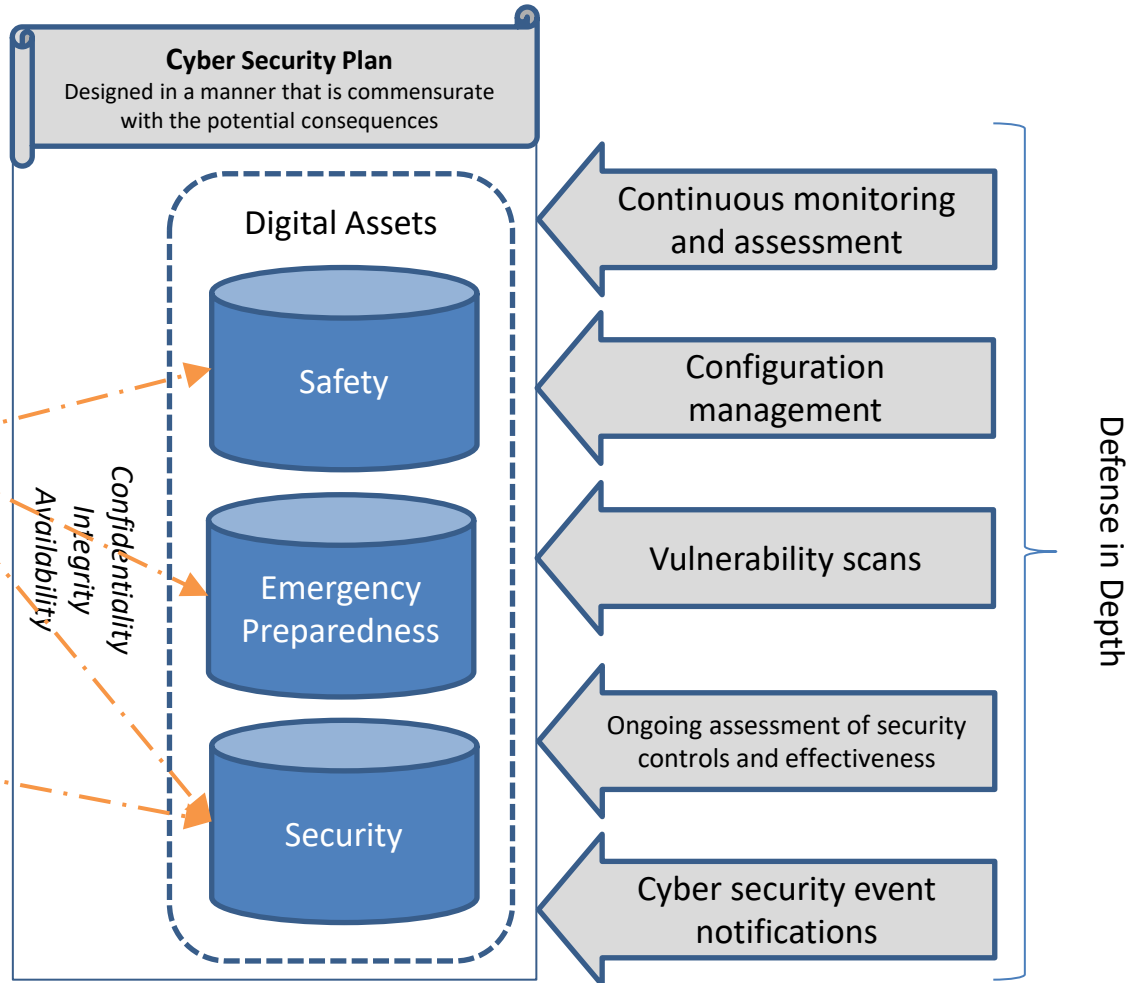 Cyber Security Plan
Designed in a manner that is commensurate
with the potential consequences
Digital Assets
Safety
Emergency
Preparedness
Security
Confidentiality
Integrity
Availability
Continuous monitoring
and assessment
Configuration
management
Vulnerability scans
Ongoing assessment of security
controls and effectiveness
Cyber security event
notifications
Defense in Depth